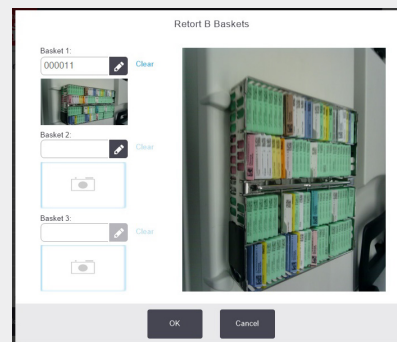 Retort B Baskets
Basket 1:
000011
Clear
Basket 2:
Clear
Basket 3:
Clear
OK
Cancel